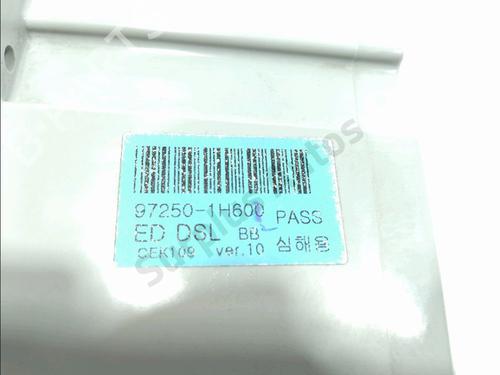 97250-1H600 PASS
ED DSL BB
CEK109 ver.10 심해용